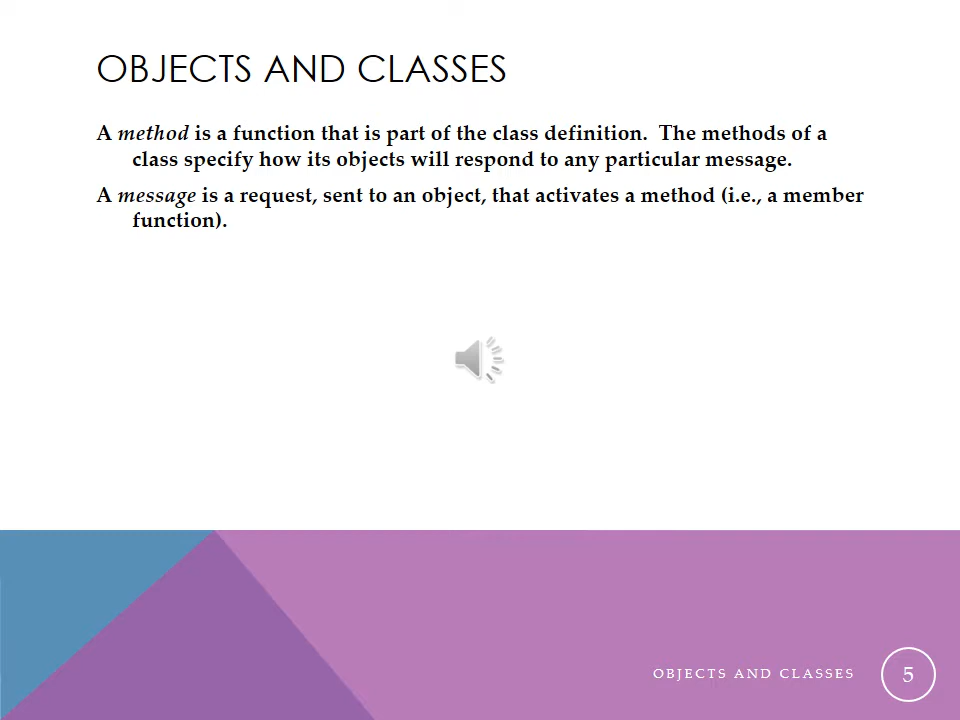 OBJECTS AND CLASSES
A method is a function that is part of the class definition.  The methods of a
class specify how its objects will respond to any particular message.
A message is a request, sent to an object, that activates a method (i.e., a member
function).
OBJECTS AND CLASSES
5